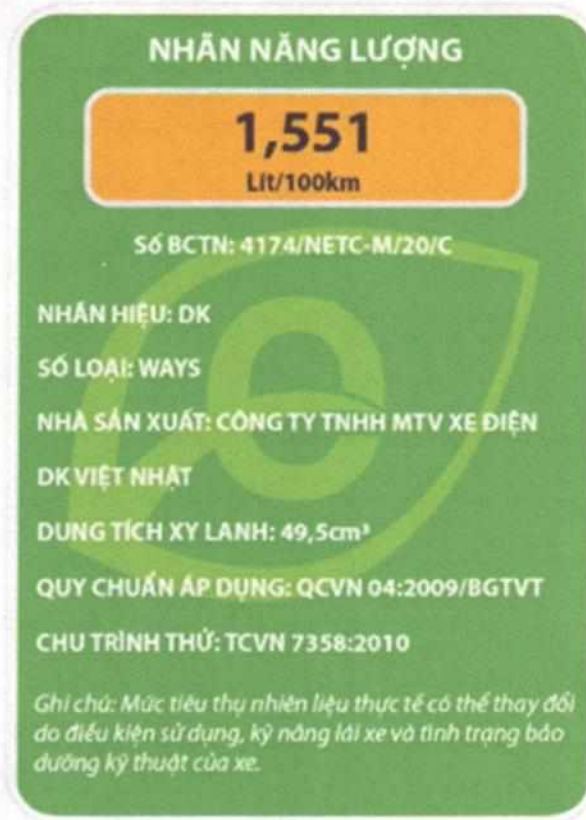 NHÃN NĂNG LƯỢNG
1,551
Lít/100km
Số BCTN: 4174/NETC-M/20/C
NHÃN HIỆU: DK
SỐ LOẠI: WAYS
NHÀ SẢN XUẤT: CÔNG TY TNHH MTV XE ĐIỆN
DK VIỆT NHẬT
DUNG TÍCH XY LANH: 49,5cm³
QUY CHUẨN ÁP DỤNG: QCVN 04:2009/BGTVT
CHU TRÌNH THỬ: TCVN 7358:2010
Ghi chú: Mức tiêu thụ nhiên liệu thực tế có thể thay đổi
do điều kiện sử dụng, kỹ năng lái xe và tình trạng bảo
dưỡng kỹ thuật của xe.